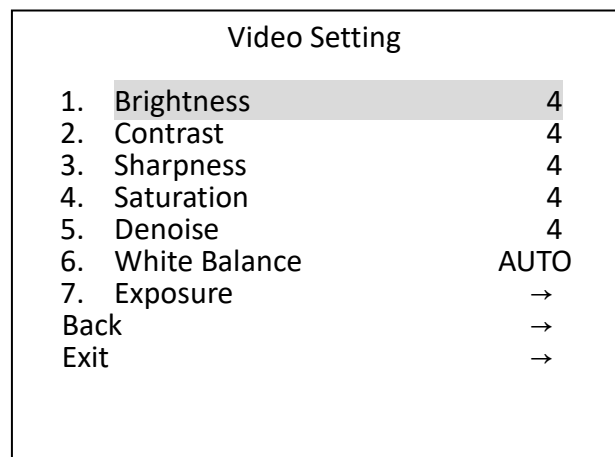 Video Setting
1. Brightness 4
2. Contrast 4
3. Sharpness 4
4. Saturation 4
5. Denoise 4
6. White Balance AUTO
7. Exposure →
Back →
Exit →